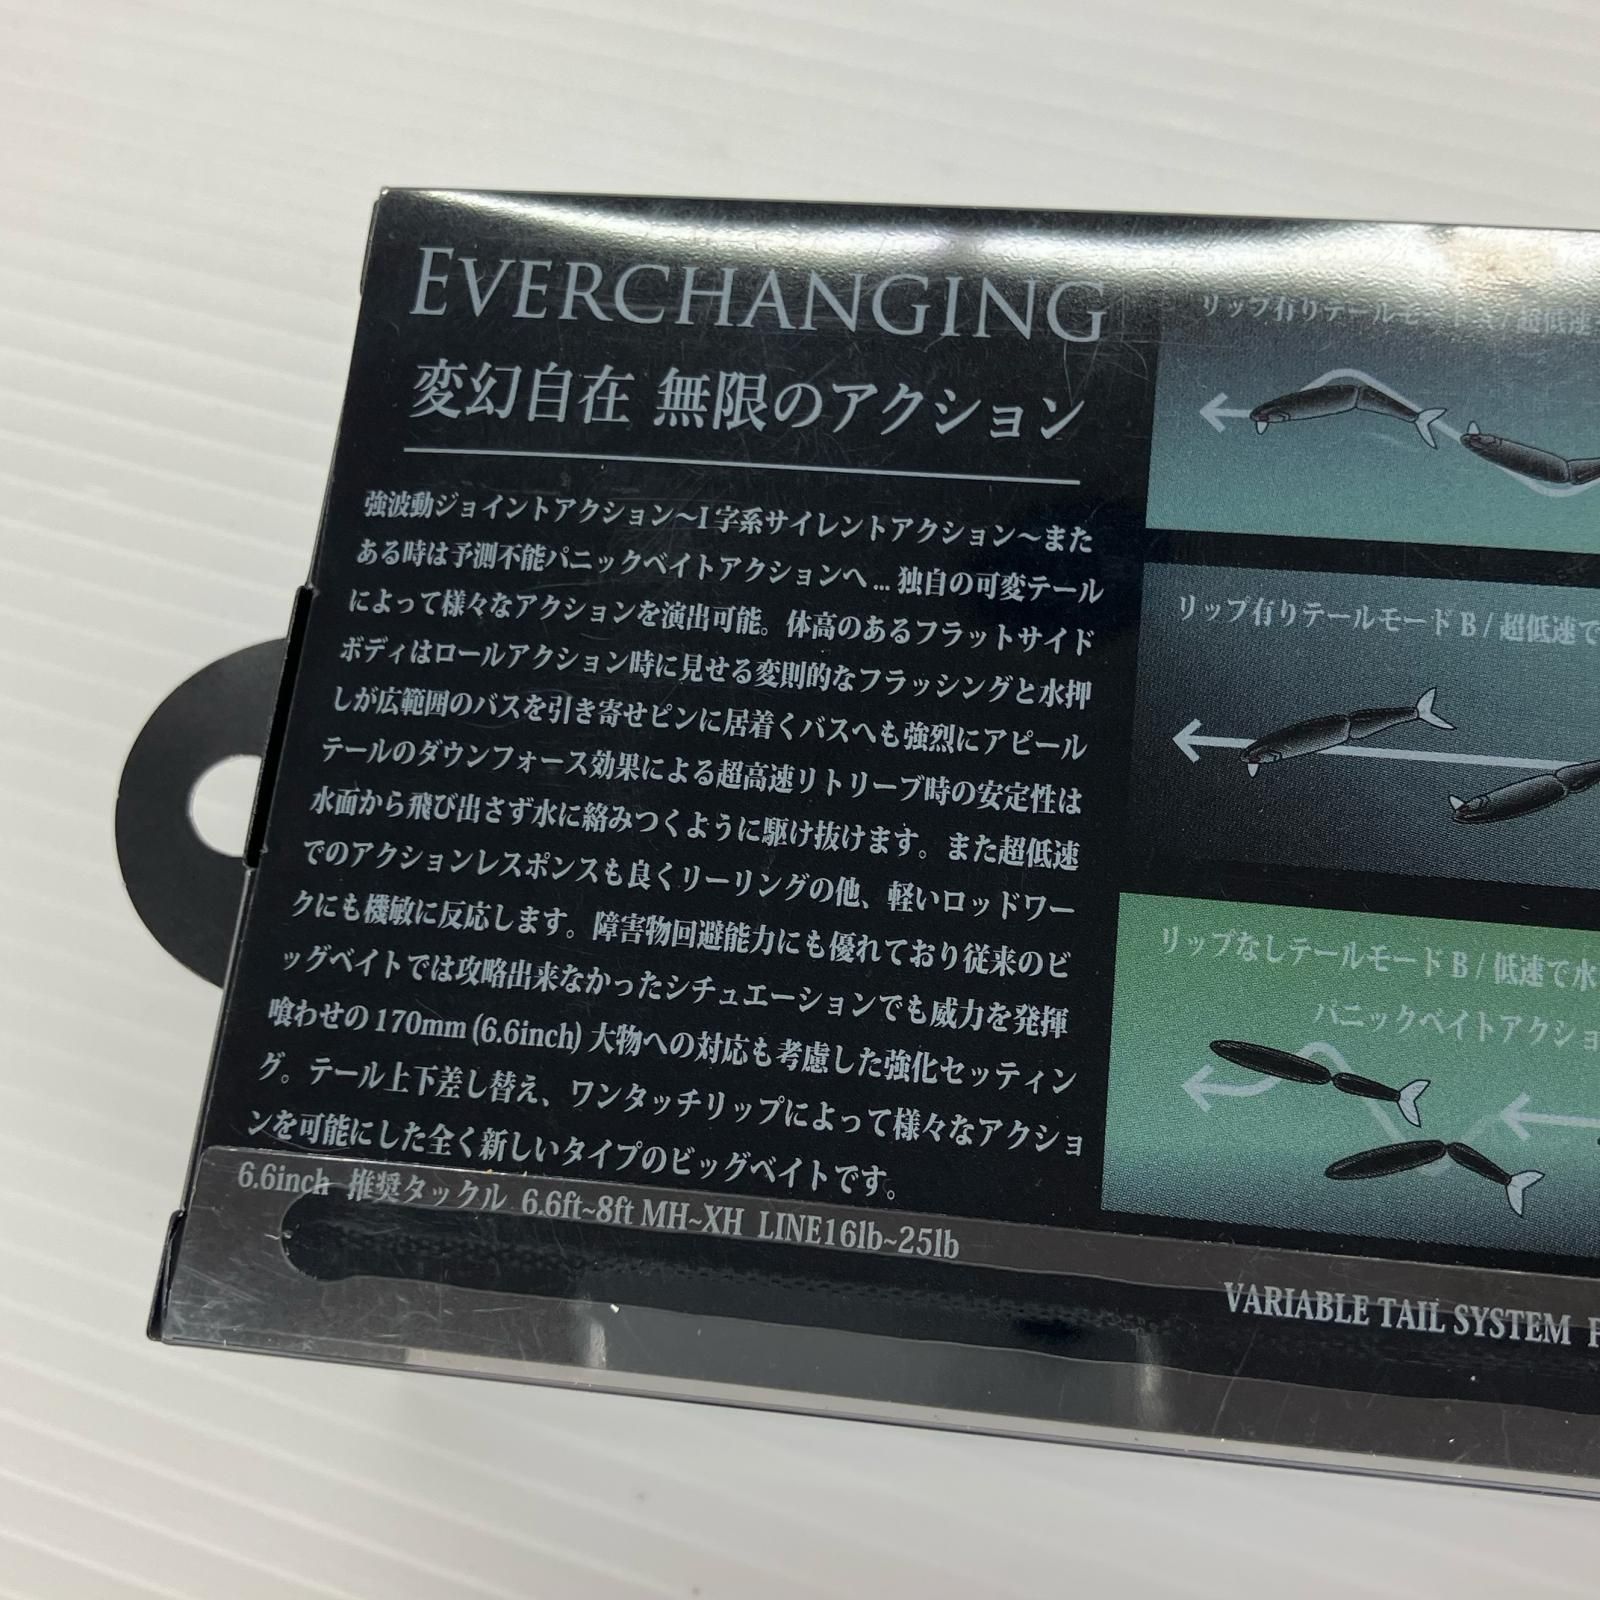 EVERCHANGING
変幻自在 無限のアクション
強波動ジョイントアクション〜I字系サイレントアクション〜また
ある時は予測不能パニックベイトアクションへ... 独自の可変テール
によって様々なアクションを演出可能。体高のあるフラットサイド
ボディはロールアクション時に見せる変則的なフラッシングと水押
しが広範囲のバスを引き寄せピンに居着くバスへも強烈にアピール
テールのダウンフォース効果による超高速リトリーブ時の安定性は
水面から飛び出さず水に絡みつくように駆け抜けます。また超低速
でのアクションレスポンスも良くリーリングの他、軽いロッドワー
クにも機敏に反応します。障害物回避能力にも優れており従来のビ
ッグベイトでは攻略出来なかったシチュエーションでも威力を発揮
喰わせの170mm (6.6inch) 大物への対応も考慮した強化セッティン
グ。テール上下差し替え、ワンタッチリップによって様々なアクショ
ンを可能にした全く新しいタイプのビッグベイトです。
6.6inch 推奨タックル 6.6ft~8ft MH~XH LINE16lb~25lb
リップ有りテールモード / 超低速
リップ有りテールモード B / 超低速で
リップなしテールモード B / 低速で水
パニックベイトアクショ
VARIABLE TAIL SYSTEM